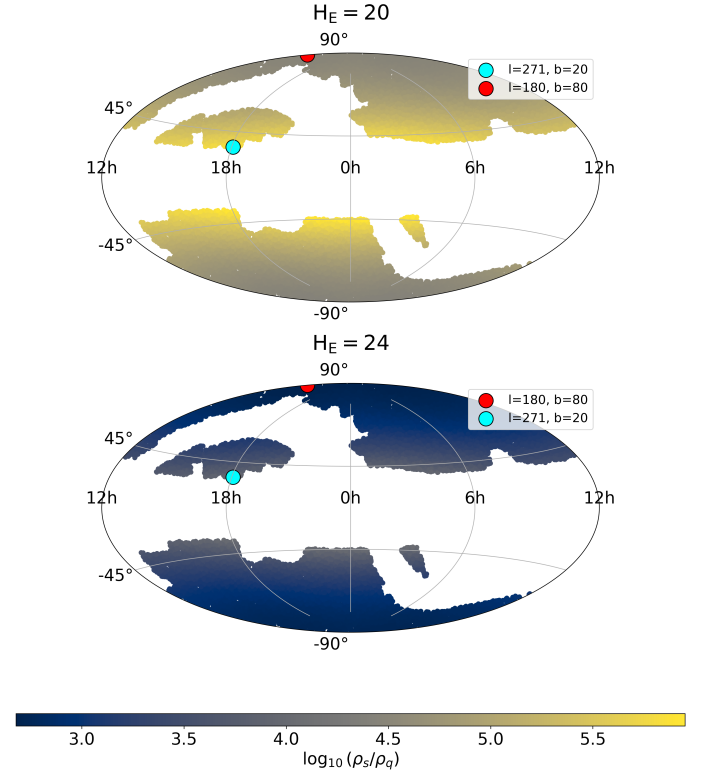 H_E = 20
90°
l=271, b=20
l=180, b=80
45°
12h 18h 0h 6h 12h
-45°
-90°
H_E = 24
90°
l=180, b=80
l=271, b=20
45°
12h 18h 0h 6h 12h
-45°
-90°
3.0 3.5 4.0 4.5 5.0 5.5
log₁₀(ρ_s/ρ_q)